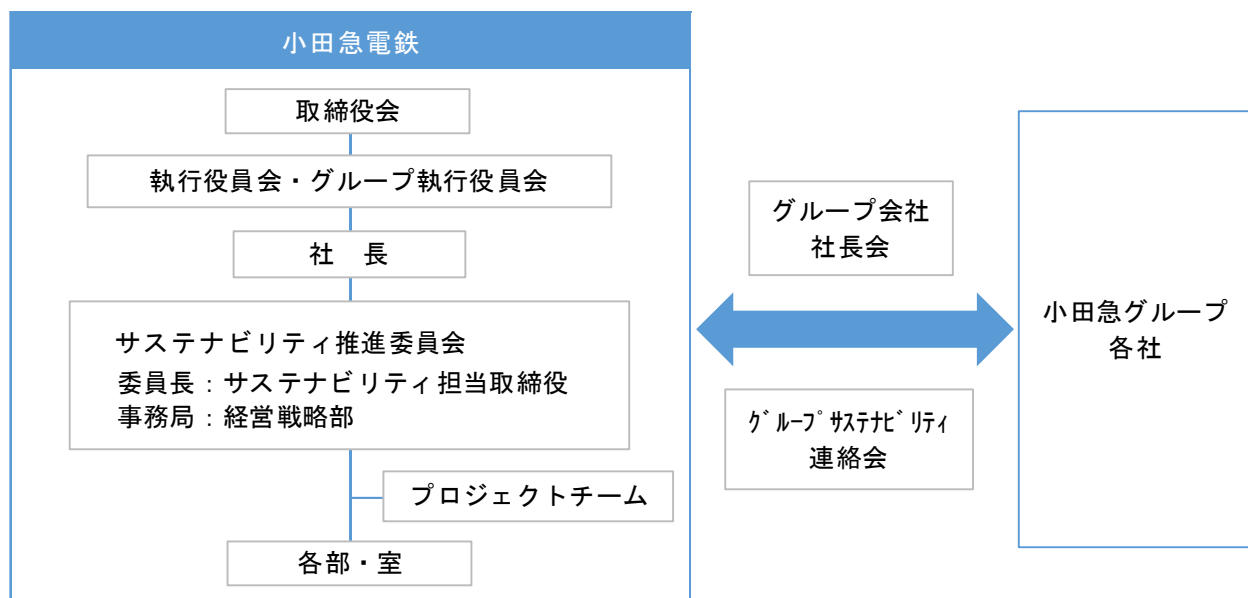 小田急電鉄
取締役会
執行役員会・グループ執行役員会
社　長
サステナビリティ推進委員会
委員長：サステナビリティ担当取締役
事務局：経営戦略部
プロジェクトチーム
各部・室
グループ会社
社長会
ｸﾞﾙｰﾌﾟｻｽﾃﾅﾋﾞﾘﾃｨ
連絡会
小田急グループ
各社